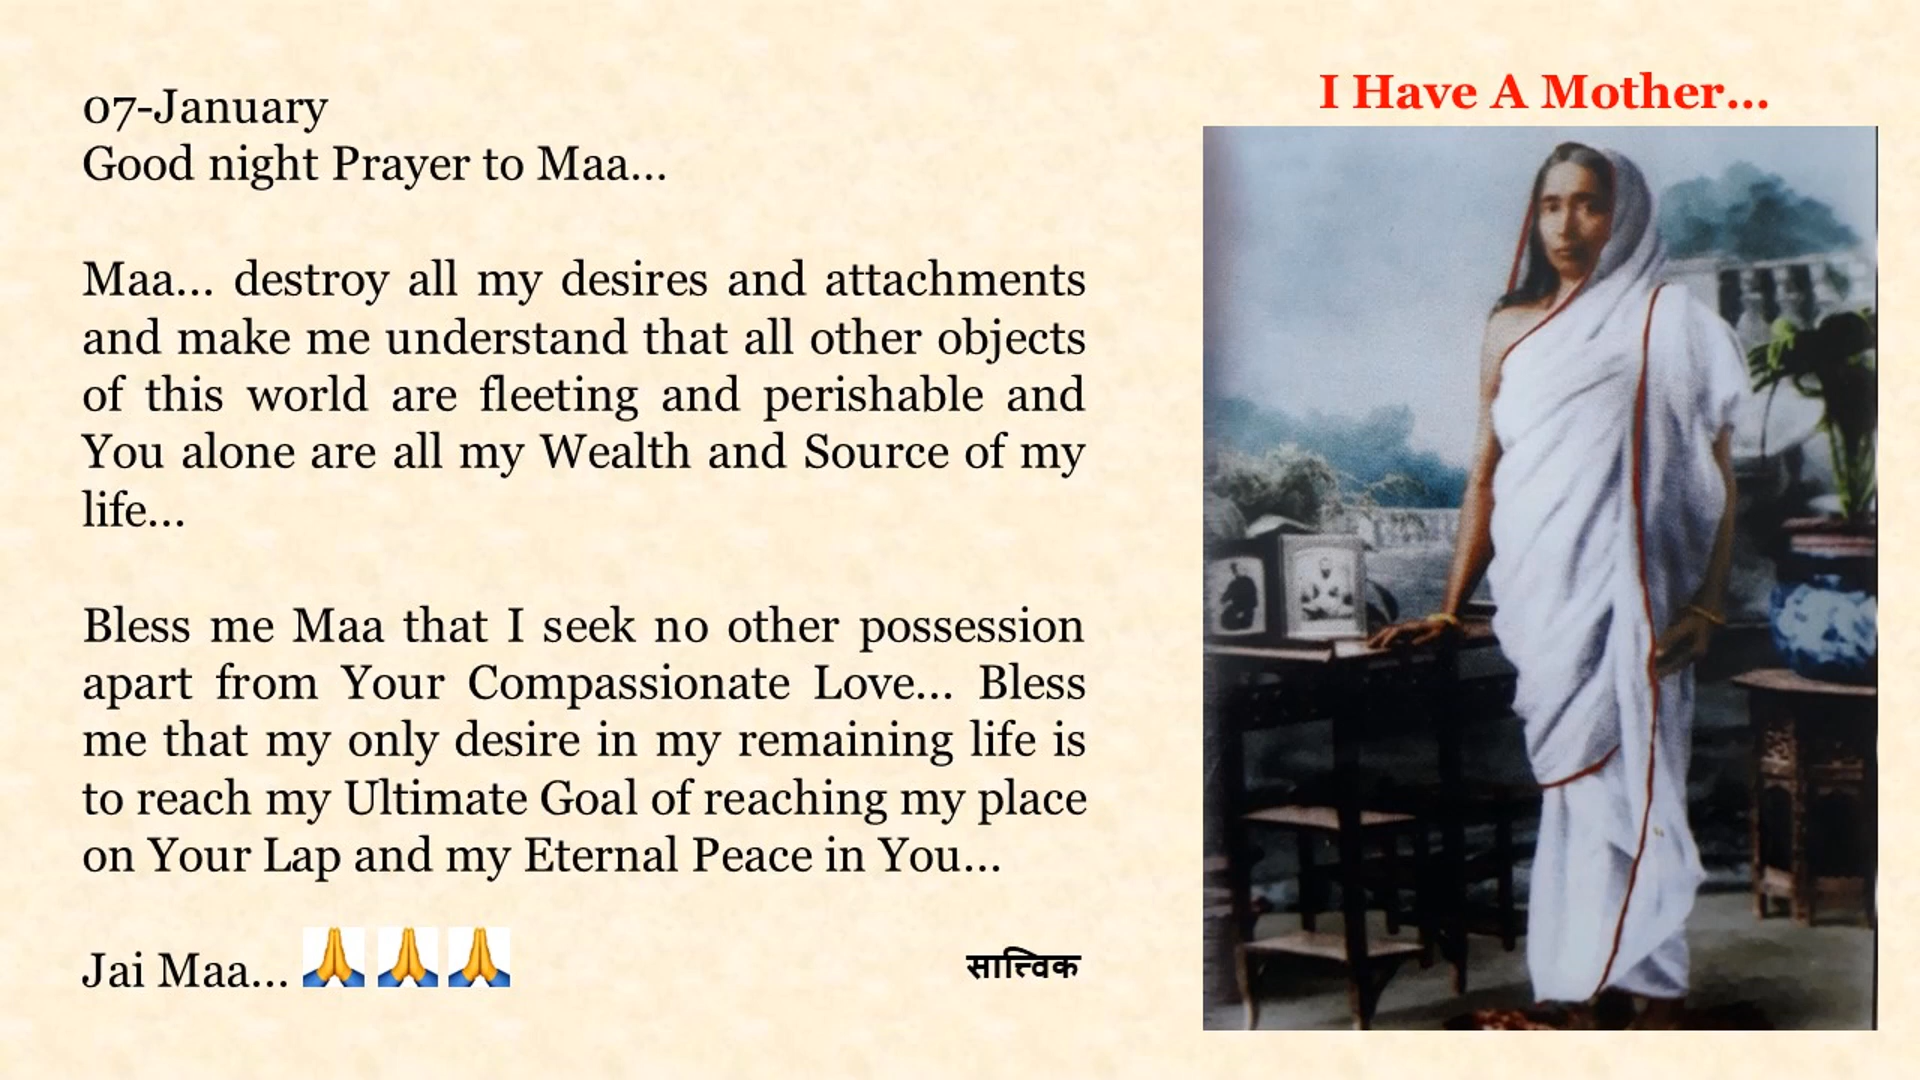 07-January
Good night Prayer to Maa...
Maa... destroy all my desires and attachments
and make me understand that all other objects
of this world are fleeting and perishable and
You alone are all my Wealth and Source of my
life...
Bless me Maa that I seek no other possession
apart from Your Compassionate Love... Bless
me that my only desire in my remaining life is
to reach my Ultimate Goal of reaching my place
on Your Lap and my Eternal Peace in You...
Jai Maa... 🙏 🙏 🙏
सात्त्विक
I Have A Mother...